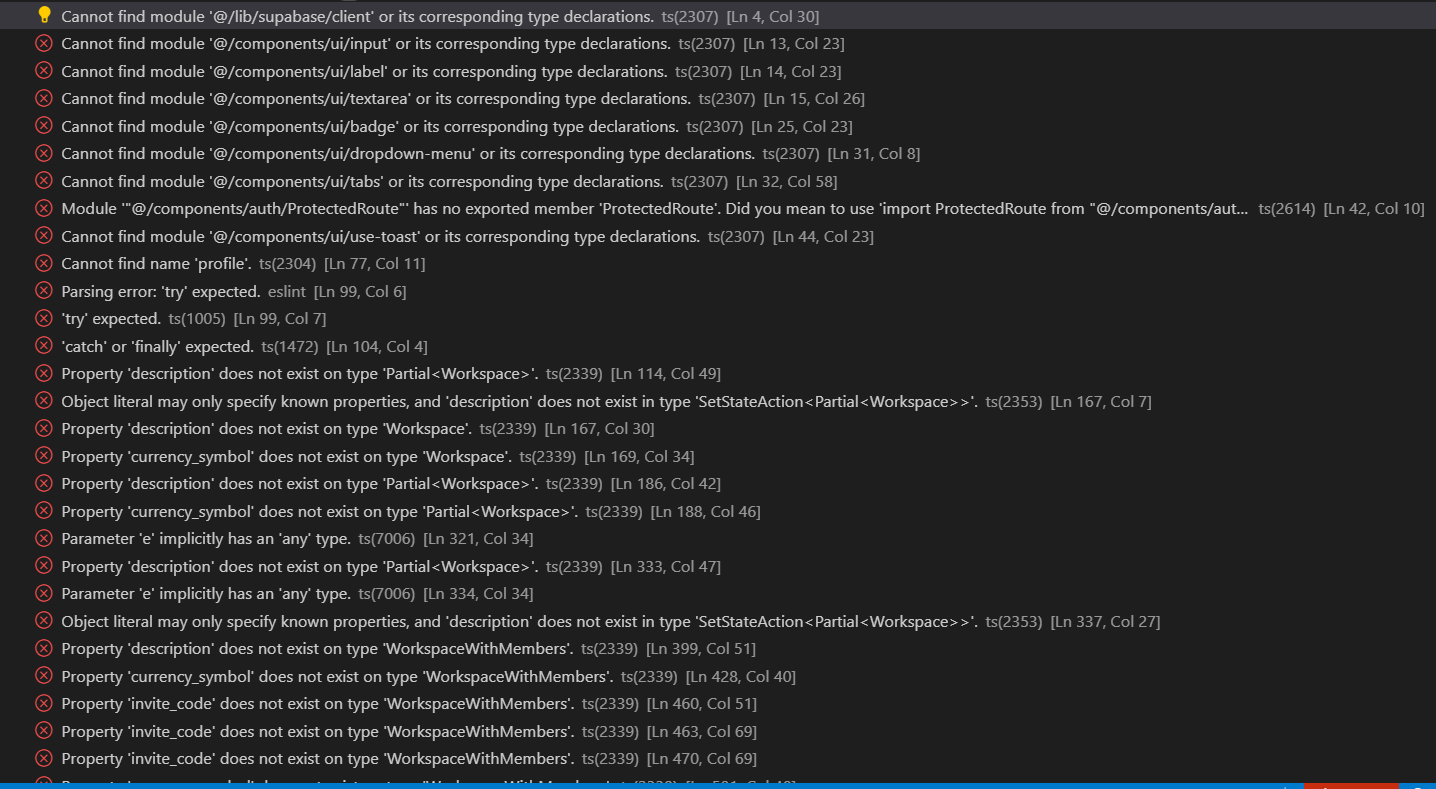 Cannot find module '@/lib/supabase/client' or its corresponding type declarations. ts(2307) [Ln 4, Col 30]
Cannot find module '@/components/ui/input' or its corresponding type declarations. ts(2307) [Ln 13, Col 23]
Cannot find module '@/components/ui/label' or its corresponding type declarations. ts(2307) [Ln 14, Col 23]
Cannot find module '@/components/ui/textarea' or its corresponding type declarations. ts(2307) [Ln 15, Col 26]
Cannot find module '@/components/ui/badge' or its corresponding type declarations. ts(2307) [Ln 25, Col 23]
Cannot find module '@/components/ui/dropdown-menu' or its corresponding type declarations. ts(2307) [Ln 31, Col 8]
Cannot find module '@/components/ui/tabs' or its corresponding type declarations. ts(2307) [Ln 32, Col 58]
Module '"@/components/auth/ProtectedRoute"' has no exported member 'ProtectedRoute'. Did you mean to use 'import ProtectedRoute from "@/components/aut... ts(2614) [Ln 42, Col 10]
Cannot find module '@/components/ui/use-toast' or its corresponding type declarations. ts(2307) [Ln 44, Col 23]
Cannot find name 'profile'. ts(2304) [Ln 77, Col 11]
Parsing error: 'try' expected. eslint [Ln 99, Col 6]
'try' expected. ts(1005) [Ln 99, Col 7]
'catch' or 'finally' expected. ts(1472) [Ln 104, Col 4]
Property 'description' does not exist on type 'Partial<Workspace>'. ts(2339) [Ln 114, Col 49]
Object literal may only specify known properties, and 'description' does not exist in type 'SetStateAction<Partial<Workspace>>'. ts(2353) [Ln 167, Col 7]
Property 'description' does not exist on type 'Workspace'. ts(2339) [Ln 167, Col 30]
Property 'currency_symbol' does not exist on type 'Workspace'. ts(2339) [Ln 169, Col 34]
Property 'description' does not exist on type 'Partial<Workspace>'. ts(2339) [Ln 186, Col 42]
Property 'currency_symbol' does not exist on type 'Partial<Workspace>'. ts(2339) [Ln 188, Col 46]
Parameter 'e' implicitly has an 'any' type. ts(7006) [Ln 321, Col 34]
Property 'description' does not exist on type 'Partial<Workspace>'. ts(2339) [Ln 333, Col 47]
Parameter 'e' implicitly has an 'any' type. ts(7006) [Ln 334, Col 34]
Object literal may only specify known properties, and 'description' does not exist in type 'SetStateAction<Partial<Workspace>>'. ts(2353) [Ln 337, Col 27]
Property 'description' does not exist on type 'WorkspaceWithMembers'. ts(2339) [Ln 399, Col 51]
Property 'currency_symbol' does not exist on type 'WorkspaceWithMembers'. ts(2339) [Ln 428, Col 40]
Property 'invite_code' does not exist on type 'WorkspaceWithMembers'. ts(2339) [Ln 460, Col 51]
Property 'invite_code' does not exist on type 'WorkspaceWithMembers'. ts(2339) [Ln 463, Col 69]
Property 'invite_code' does not exist on type 'WorkspaceWithMembers'. ts(2339) [Ln 470, Col 69]